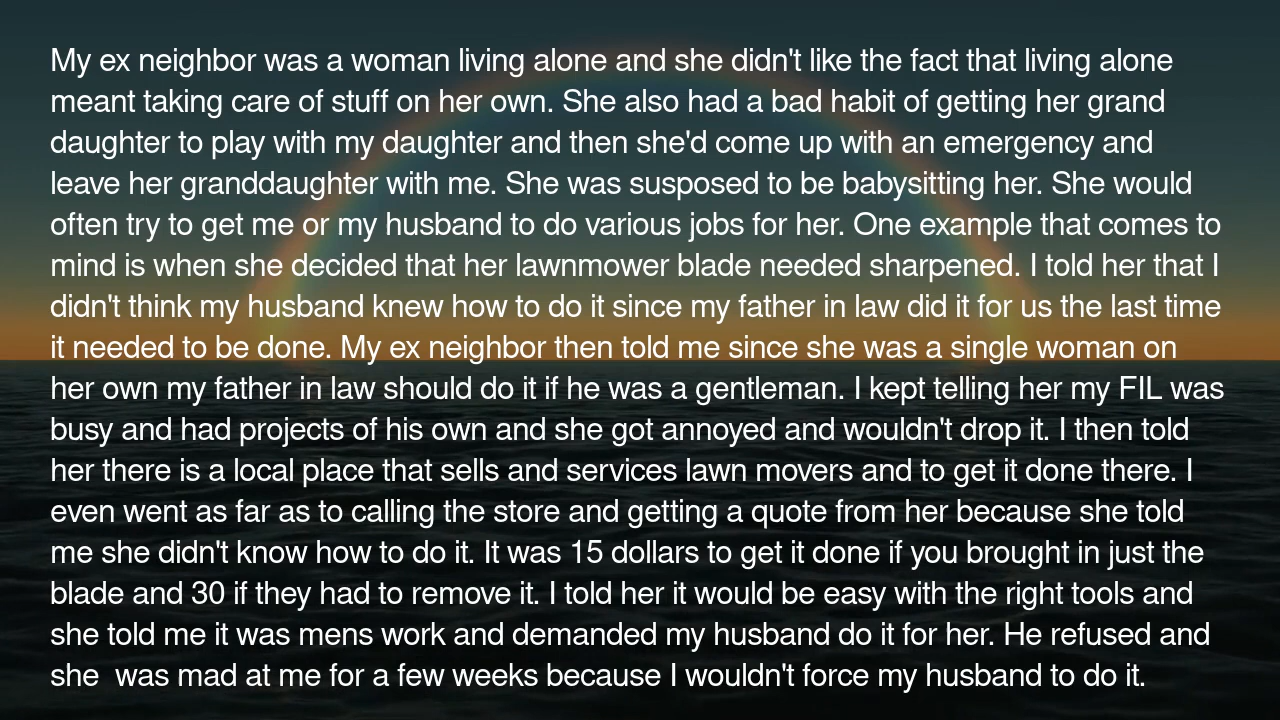 My ex neighbor was a woman living alone and she didn't like the fact that living alone
meant taking care of stuff on her own. She also had a bad habit of getting her grand
daughter to play with my daughter and then she'd come up with an emergency and
leave her granddaughter with me. She was susposed to be babysitting her. She would
often try to get me or my husband to do various jobs for her. One example that comes to
mind is when she decided that her lawnmower blade needed sharpened. I told her that I
didn't think my husband knew how to do it since my father in law did it for us the last time
it needed to be done. My ex neighbor then told me since she was a single woman on
her own my father in law should do it if he was a gentleman. I kept telling her my FIL was
busy and had projects of his own and she got annoyed and wouldn't drop it. I then told
her there is a local place that sells and services lawn movers and to get it done there. I
even went as far as to calling the store and getting a quote from her because she told
me she didn't know how to do it. It was 15 dollars to get it done if you brought in just the
blade and 30 if they had to remove it. I told her it would be easy with the right tools and
she told me it was mens work and demanded my husband do it for her. He refused and
she  was mad at me for a few weeks because I wouldn't force my husband to do it.